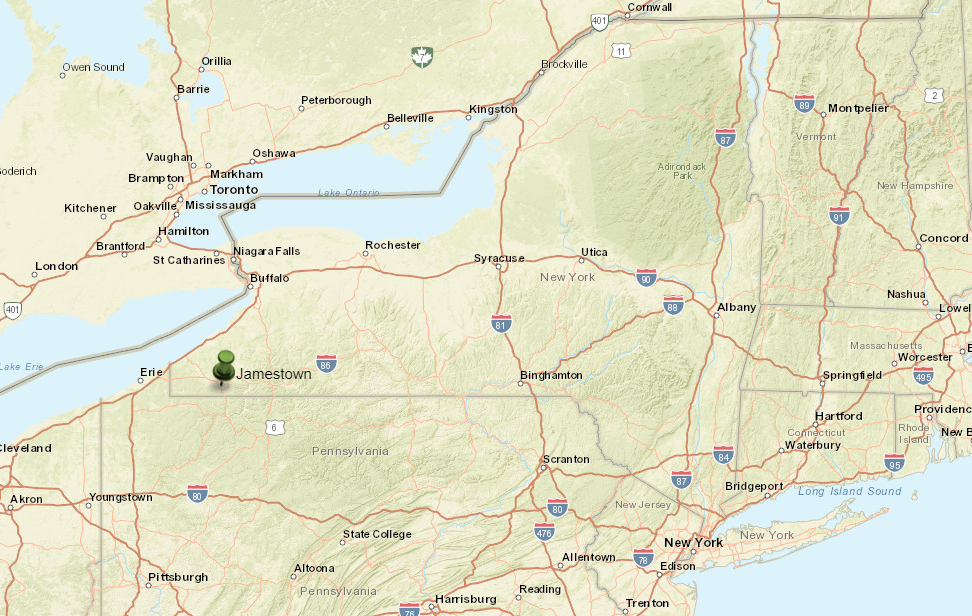 Cornwall
401
11
7
Orillia
Owen Sound
Brockville
Barrie
89
Montpelier
2
Peterborough
Kingston
Belleville
Vermont
87
Vaughan
Oshawa
Adirondack
Park
Markham
Brampton
Toronto
Lake Ontario
New Hampshire
Oakville
Mississauga
Kitchener
91
Hamilton
Concord
Brantford
Niagara Falls
Rochester
St Catharines
Syracuse
Utica
London
Buffalo
New York
90
Nashua
401
88
Albany
Lowel
81
Massachusetts
Worcester
Lake Erie
86
Erie
Jamestown
Binghamton
Springfield
495
Hartford
Providenc
6
Connecticut
Rhode
Island
New B
Cleveland
Pennsylvania
Waterbury
Scranton
84
95
87
Bridgeport
Long Island Sound
Akron
Youngstown
80
New Jersey
80
State College
476
New York
New York
Allentown
78
Edison
Altoona
Pittsburgh
Pennsylvania
Reading
Harrisburg
Trenton
76